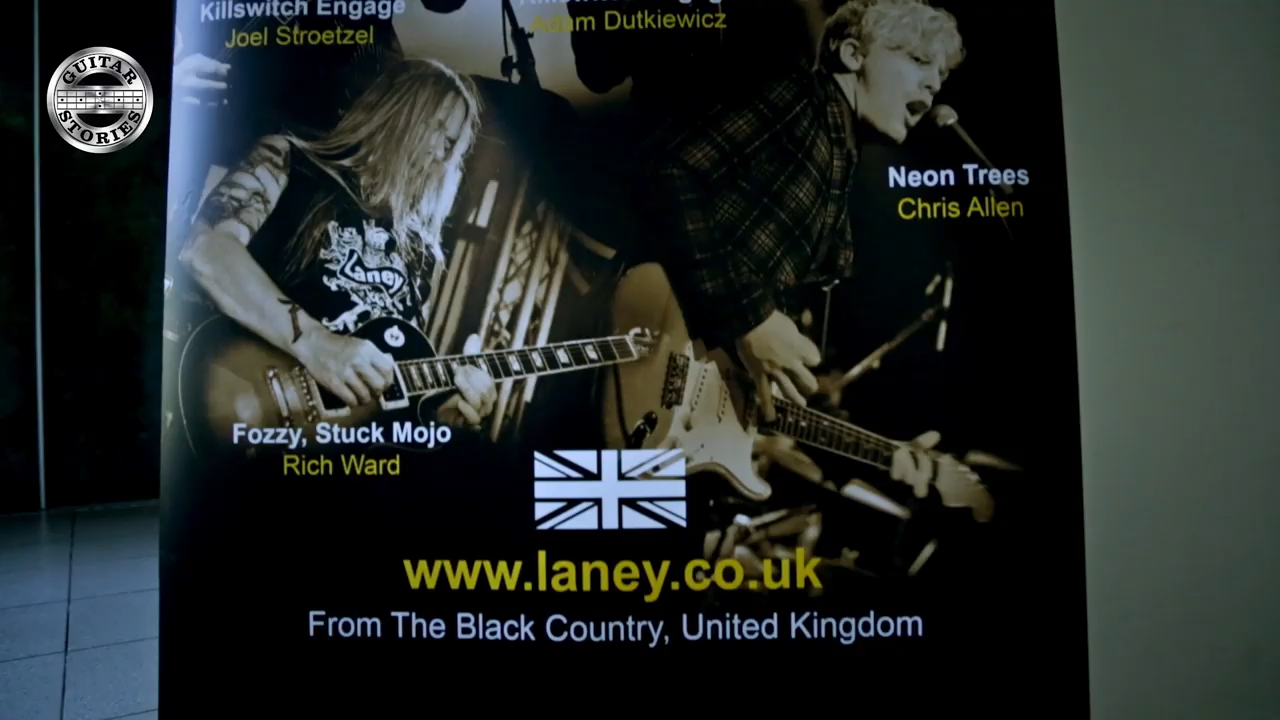 Killswitch Engage
Joel Stroetzel
Adam Dutkiewicz
GUITAR
STORIES
Neon Trees
Chris Allen
Laney
Fozzy, Stuck Mojo
Rich Ward
www.laney.co.uk
From The Black Country, United Kingdom